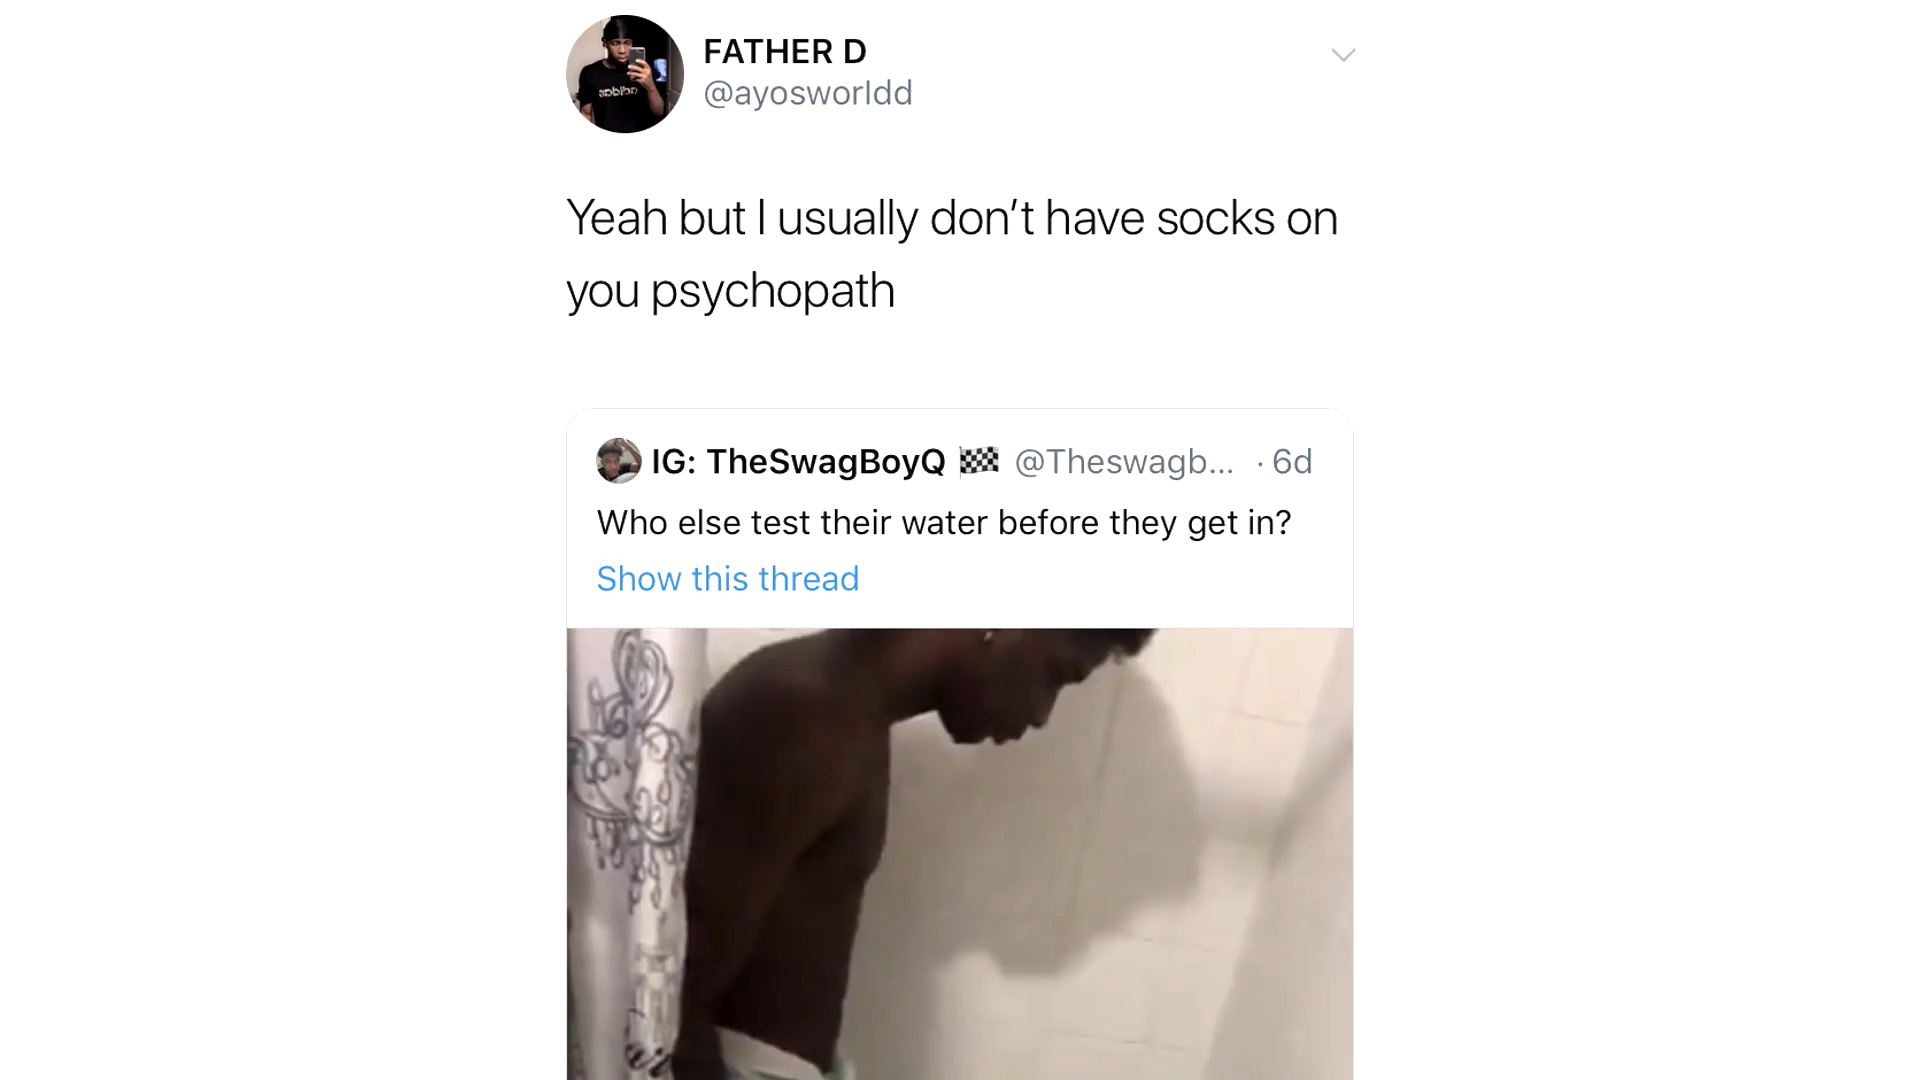 FATHER D
@ayosworldd
Yeah but I usually don’t have socks on
you psychopath
IG: TheSwagBoyQ 🏁 @Theswagb... · 6d
Who else test their water before they get in?
Show this thread